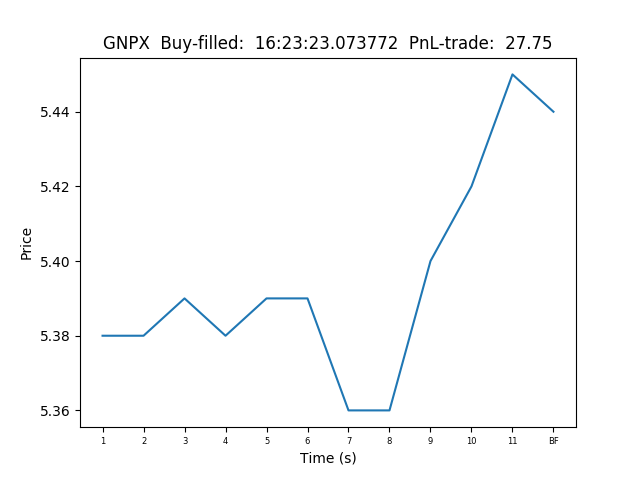 GNPX  Buy-filled:  16:23:23.073772  PnL-trade:  27.75
Price
5.44
5.42
5.40
5.38
5.36
1 2 3 4 5 6 7 8 9 10 11 BF
Time (s)